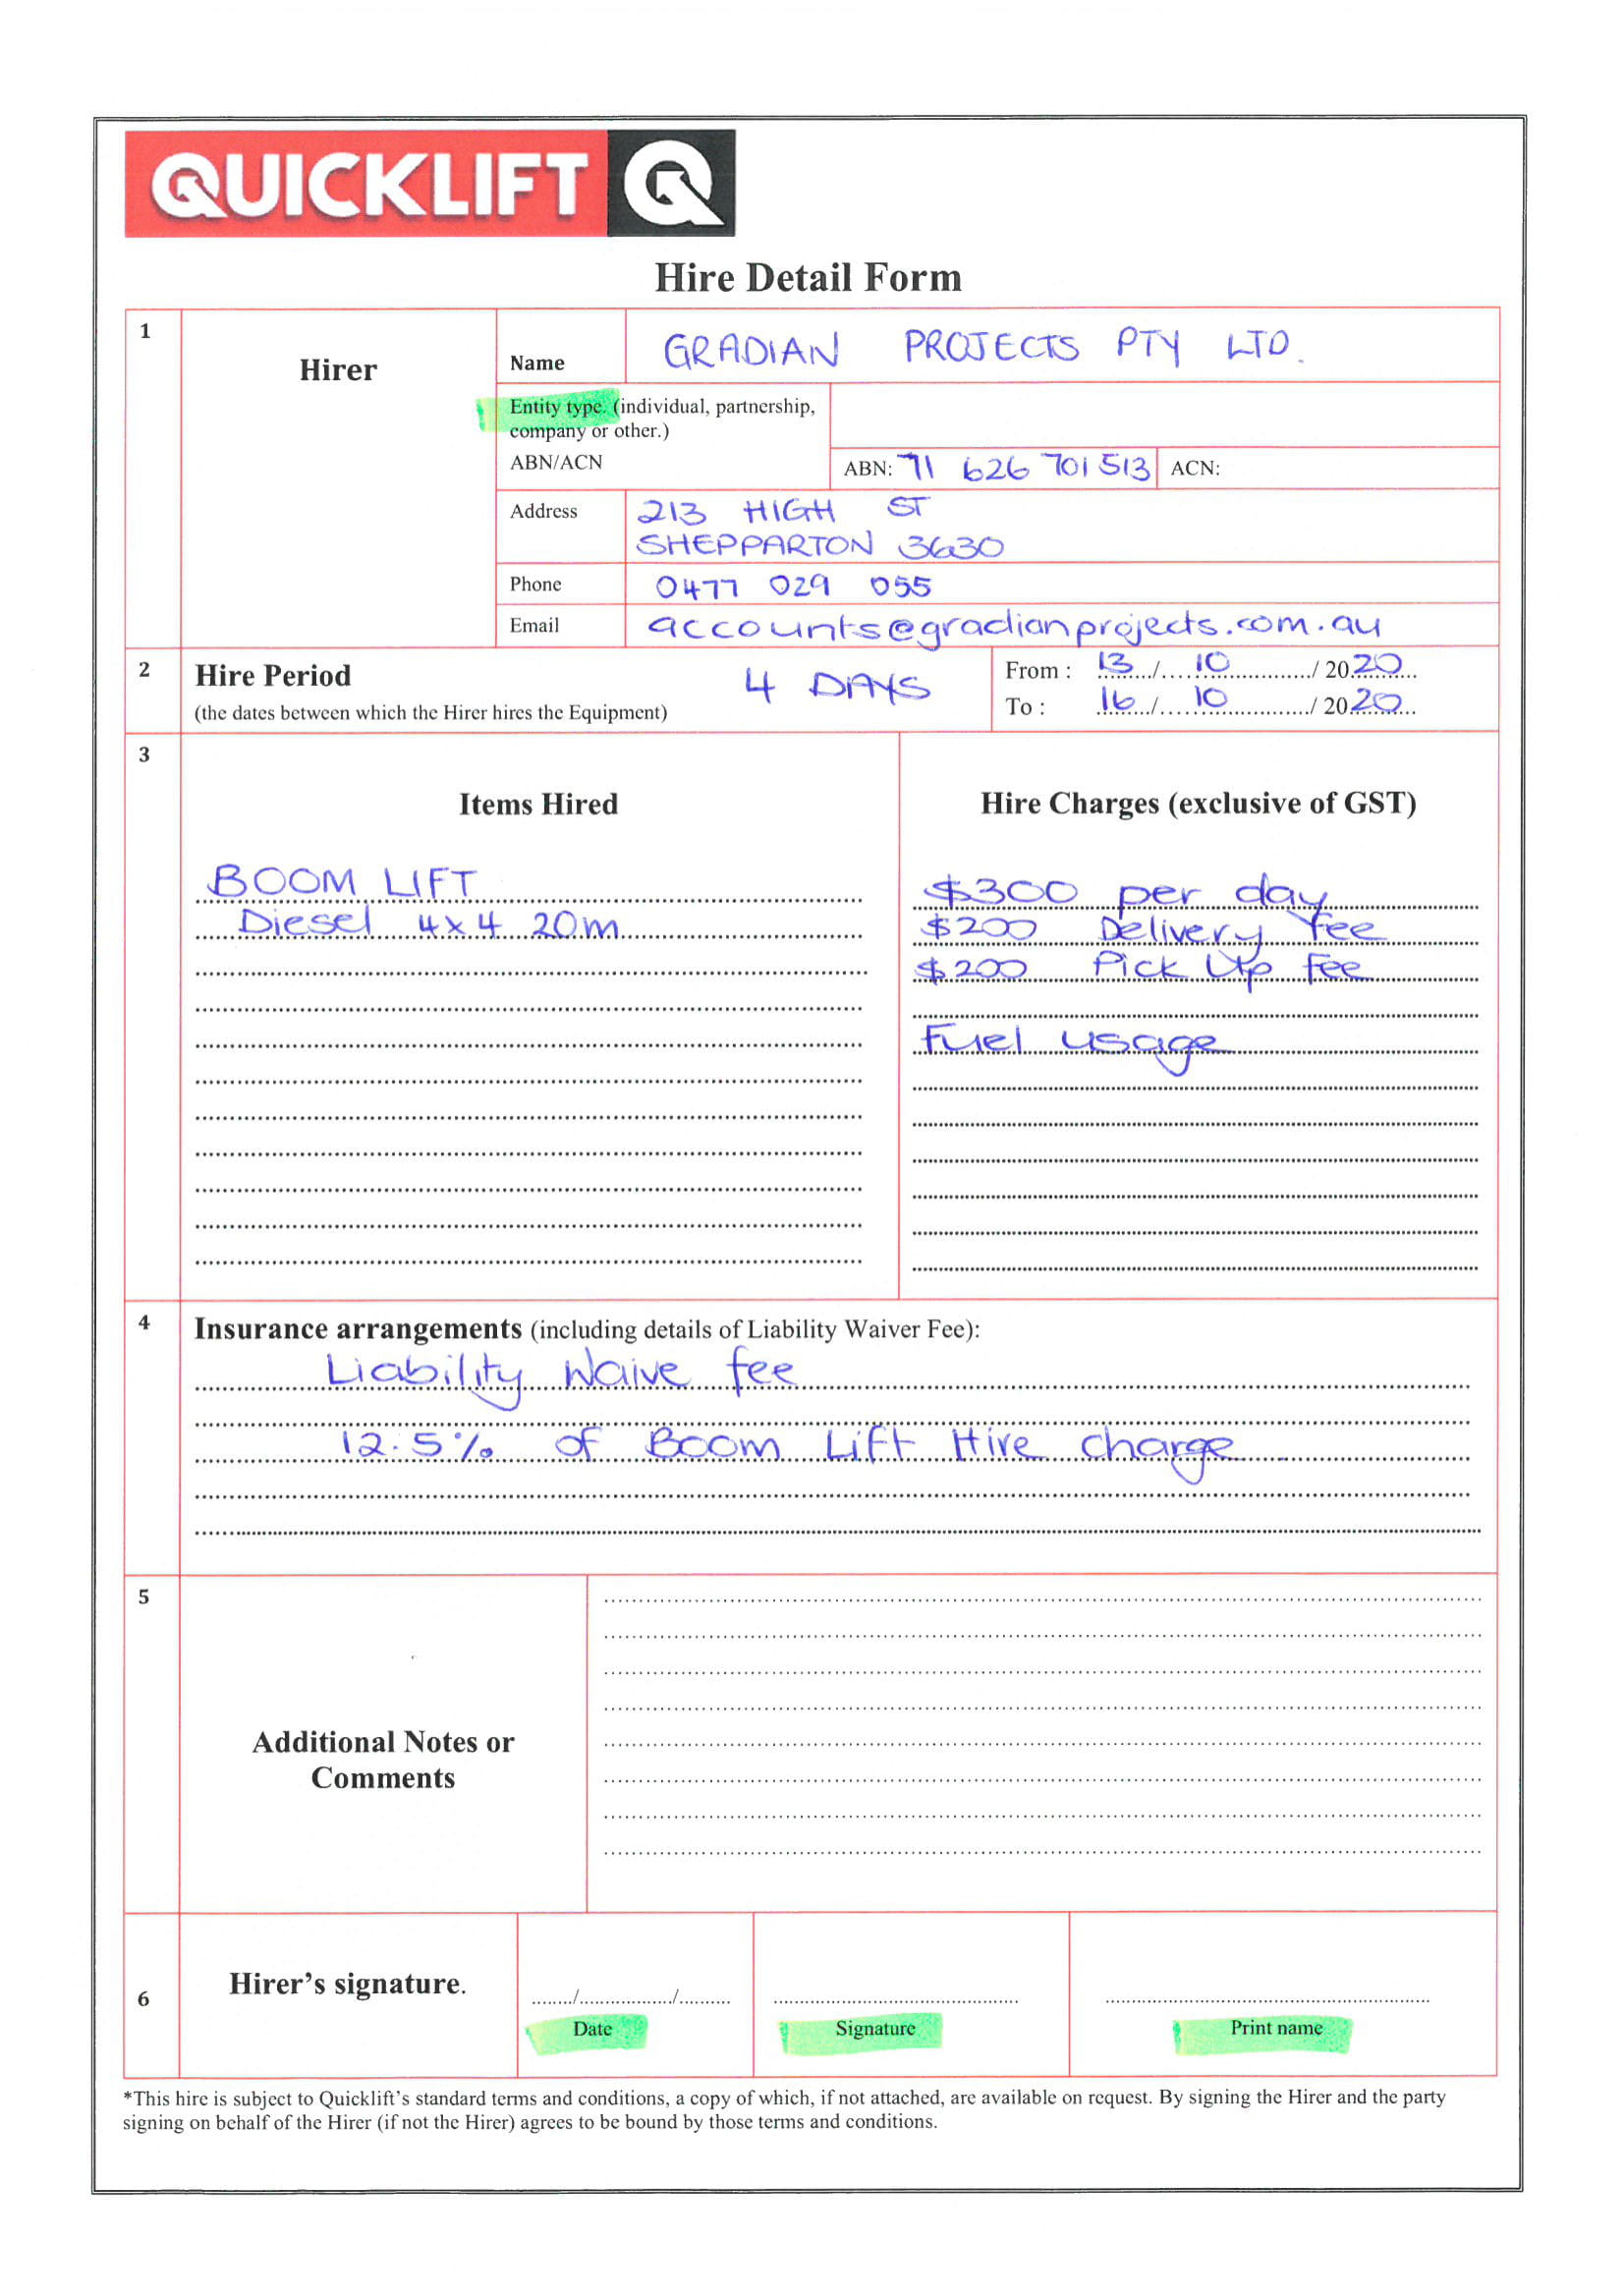 QUICKLIFT Q
Hire Detail Form
1
Hirer
Name
GRADIAN PROJECTS PTY LTD.
Entity type. (individual, partnership,
company or other.)
ABN/ACN
ABN: 71 626 701 513 ACN:
Address
213 HIGH ST
SHEPPARTON 3630
Phone
0477 029 055
Email
accounts@gradianprojects.com.au
2
Hire Period
(the dates between which the Hirer hires the Equipment)
4 DAYS
From : 13 / 10 / 2020
To : 16 / 10 / 2020
3
Items Hired
BOOM LIFT
Diesel 4x4 20m
Hire Charges (exclusive of GST)
$300 per day
$200 Delivery fee
$200 Pick Up fee
Fuel usage
4
Insurance arrangements (including details of Liability Waiver Fee):
Liability Waive fee
12.5% of Boom Lift Hire charge
5
Additional Notes or
Comments
6
Hirer's signature.
......./................/.........
Date
Signature
Print name
*This hire is subject to Quicklift's standard terms and conditions, a copy of which, if not attached, are available on request. By signing the Hirer and the party
signing on behalf of the Hirer (if not the Hirer) agrees to be bound by those terms and conditions.